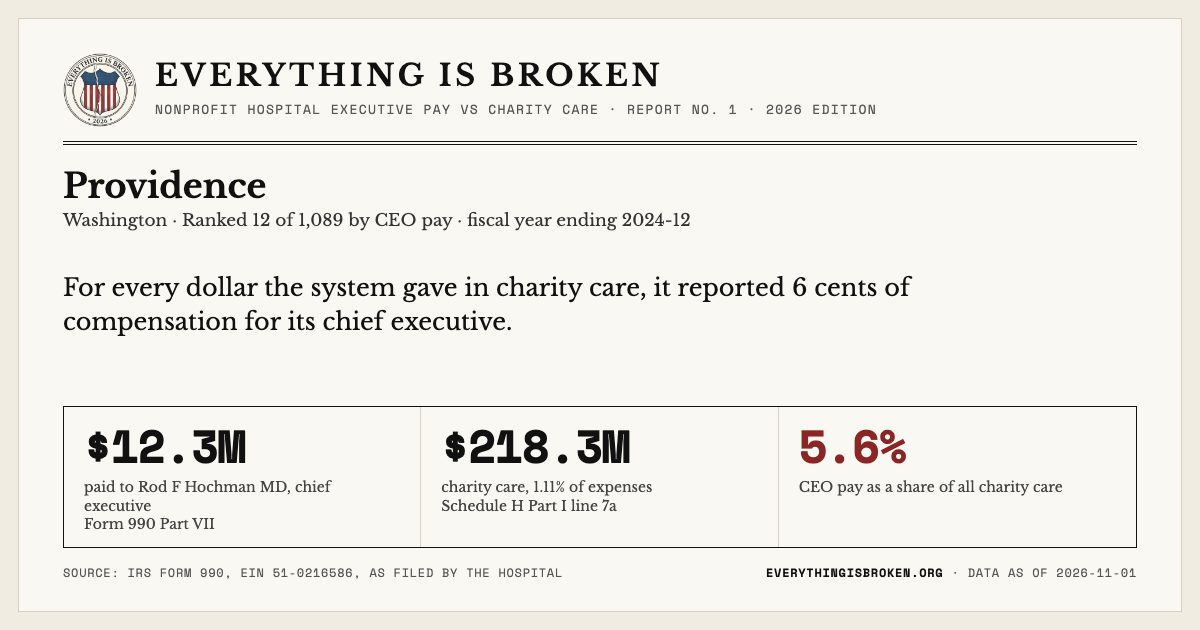 EVERYTHING IS BROKEN
· 2026 ·
EVERYTHING IS BROKEN
NONPROFIT HOSPITAL EXECUTIVE PAY VS CHARITY CARE · REPORT NO. 1 · 2026 EDITION
Providence
Washington · Ranked 12 of 1,089 by CEO pay · fiscal year ending 2024-12
For every dollar the system gave in charity care, it reported 6 cents of
compensation for its chief executive.
$12.3M
paid to Rod F Hochman MD, chief
executive
Form 990 Part VII
$218.3M
charity care, 1.11% of expenses
Schedule H Part I line 7a
5.6%
CEO pay as a share of all charity care
SOURCE: IRS FORM 990, EIN 51-0216586, AS FILED BY THE HOSPITAL
EVERYTHINGISBROKEN.ORG · DATA AS OF 2026-11-01